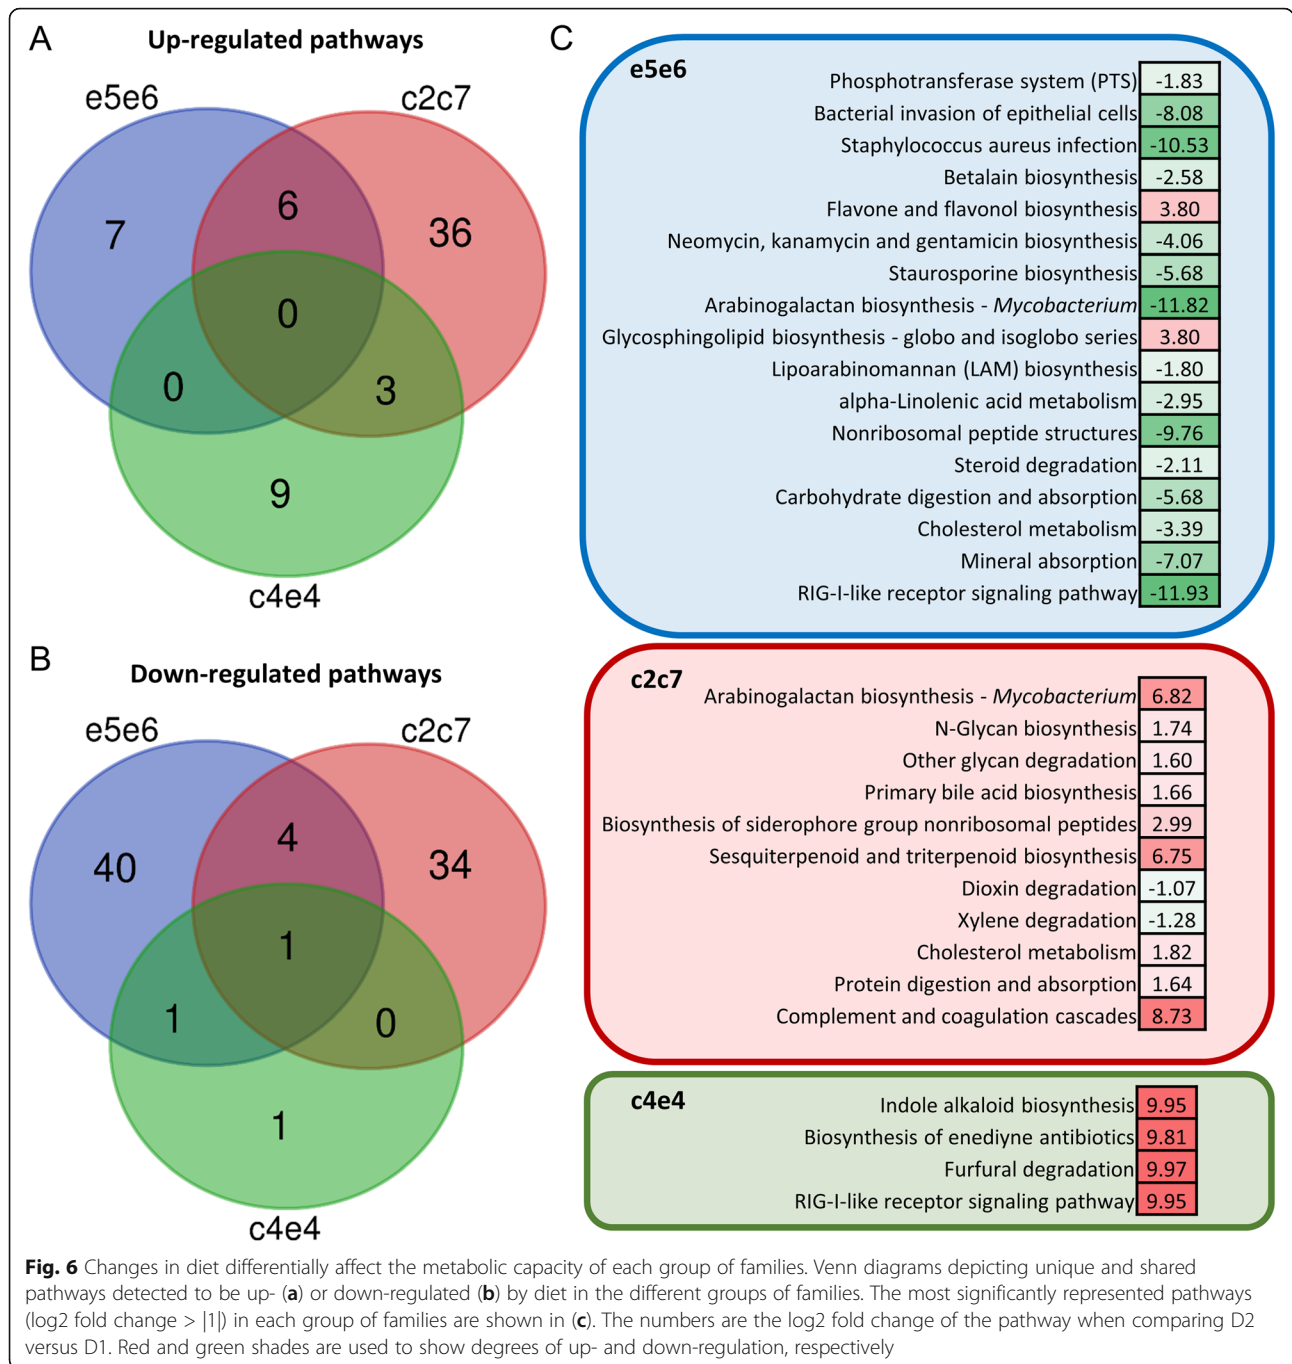 A
Up-regulated pathways
e5e6
c2c7
7
6
36
0
0
3
9
c4e4
B
Down-regulated pathways
e5e6
c2c7
40
4
34
1
1
0
1
c4e4
C
e5e6
Phosphotransferase system (PTS) -1.83
Bacterial invasion of epithelial cells -8.08
Staphylococcus aureus infection -10.53
Betalain biosynthesis -2.58
Flavone and flavonol biosynthesis 3.80
Neomycin, kanamycin and gentamicin biosynthesis -4.06
Staurosporine biosynthesis -5.68
Arabinogalactan biosynthesis - Mycobacterium -11.82
Glycosphingolipid biosynthesis - globo and isoglobo series 3.80
Lipoarabinomannan (LAM) biosynthesis -1.80
alpha-Linolenic acid metabolism -2.95
Nonribosomal peptide structures -9.76
Steroid degradation -2.11
Carbohydrate digestion and absorption -5.68
Cholesterol metabolism -3.39
Mineral absorption -7.07
RIG-I-like receptor signaling pathway -11.93
c2c7
Arabinogalactan biosynthesis - Mycobacterium 6.82
N-Glycan biosynthesis 1.74
Other glycan degradation 1.60
Primary bile acid biosynthesis 1.66
Biosynthesis of siderophore group nonribosomal peptides 2.99
Sesquiterpenoid and triterpenoid biosynthesis 6.75
Dioxin degradation -1.07
Xylene degradation -1.28
Cholesterol metabolism 1.82
Protein digestion and absorption 1.64
Complement and coagulation cascades 8.73
c4e4
Indole alkaloid biosynthesis 9.95
Biosynthesis of enediyne antibiotics 9.81
Furfural degradation 9.97
RIG-I-like receptor signaling pathway 9.95
Fig. 6 Changes in diet differentially affect the metabolic capacity of each group of families. Venn diagrams depicting unique and shared
pathways detected to be up- (a) or down-regulated (b) by diet in the different groups of families. The most significantly represented pathways
(log2 fold change > |1|) in each group of families are shown in (c). The numbers are the log2 fold change of the pathway when comparing D2
versus D1. Red and green shades are used to show degrees of up- and down-regulation, respectively